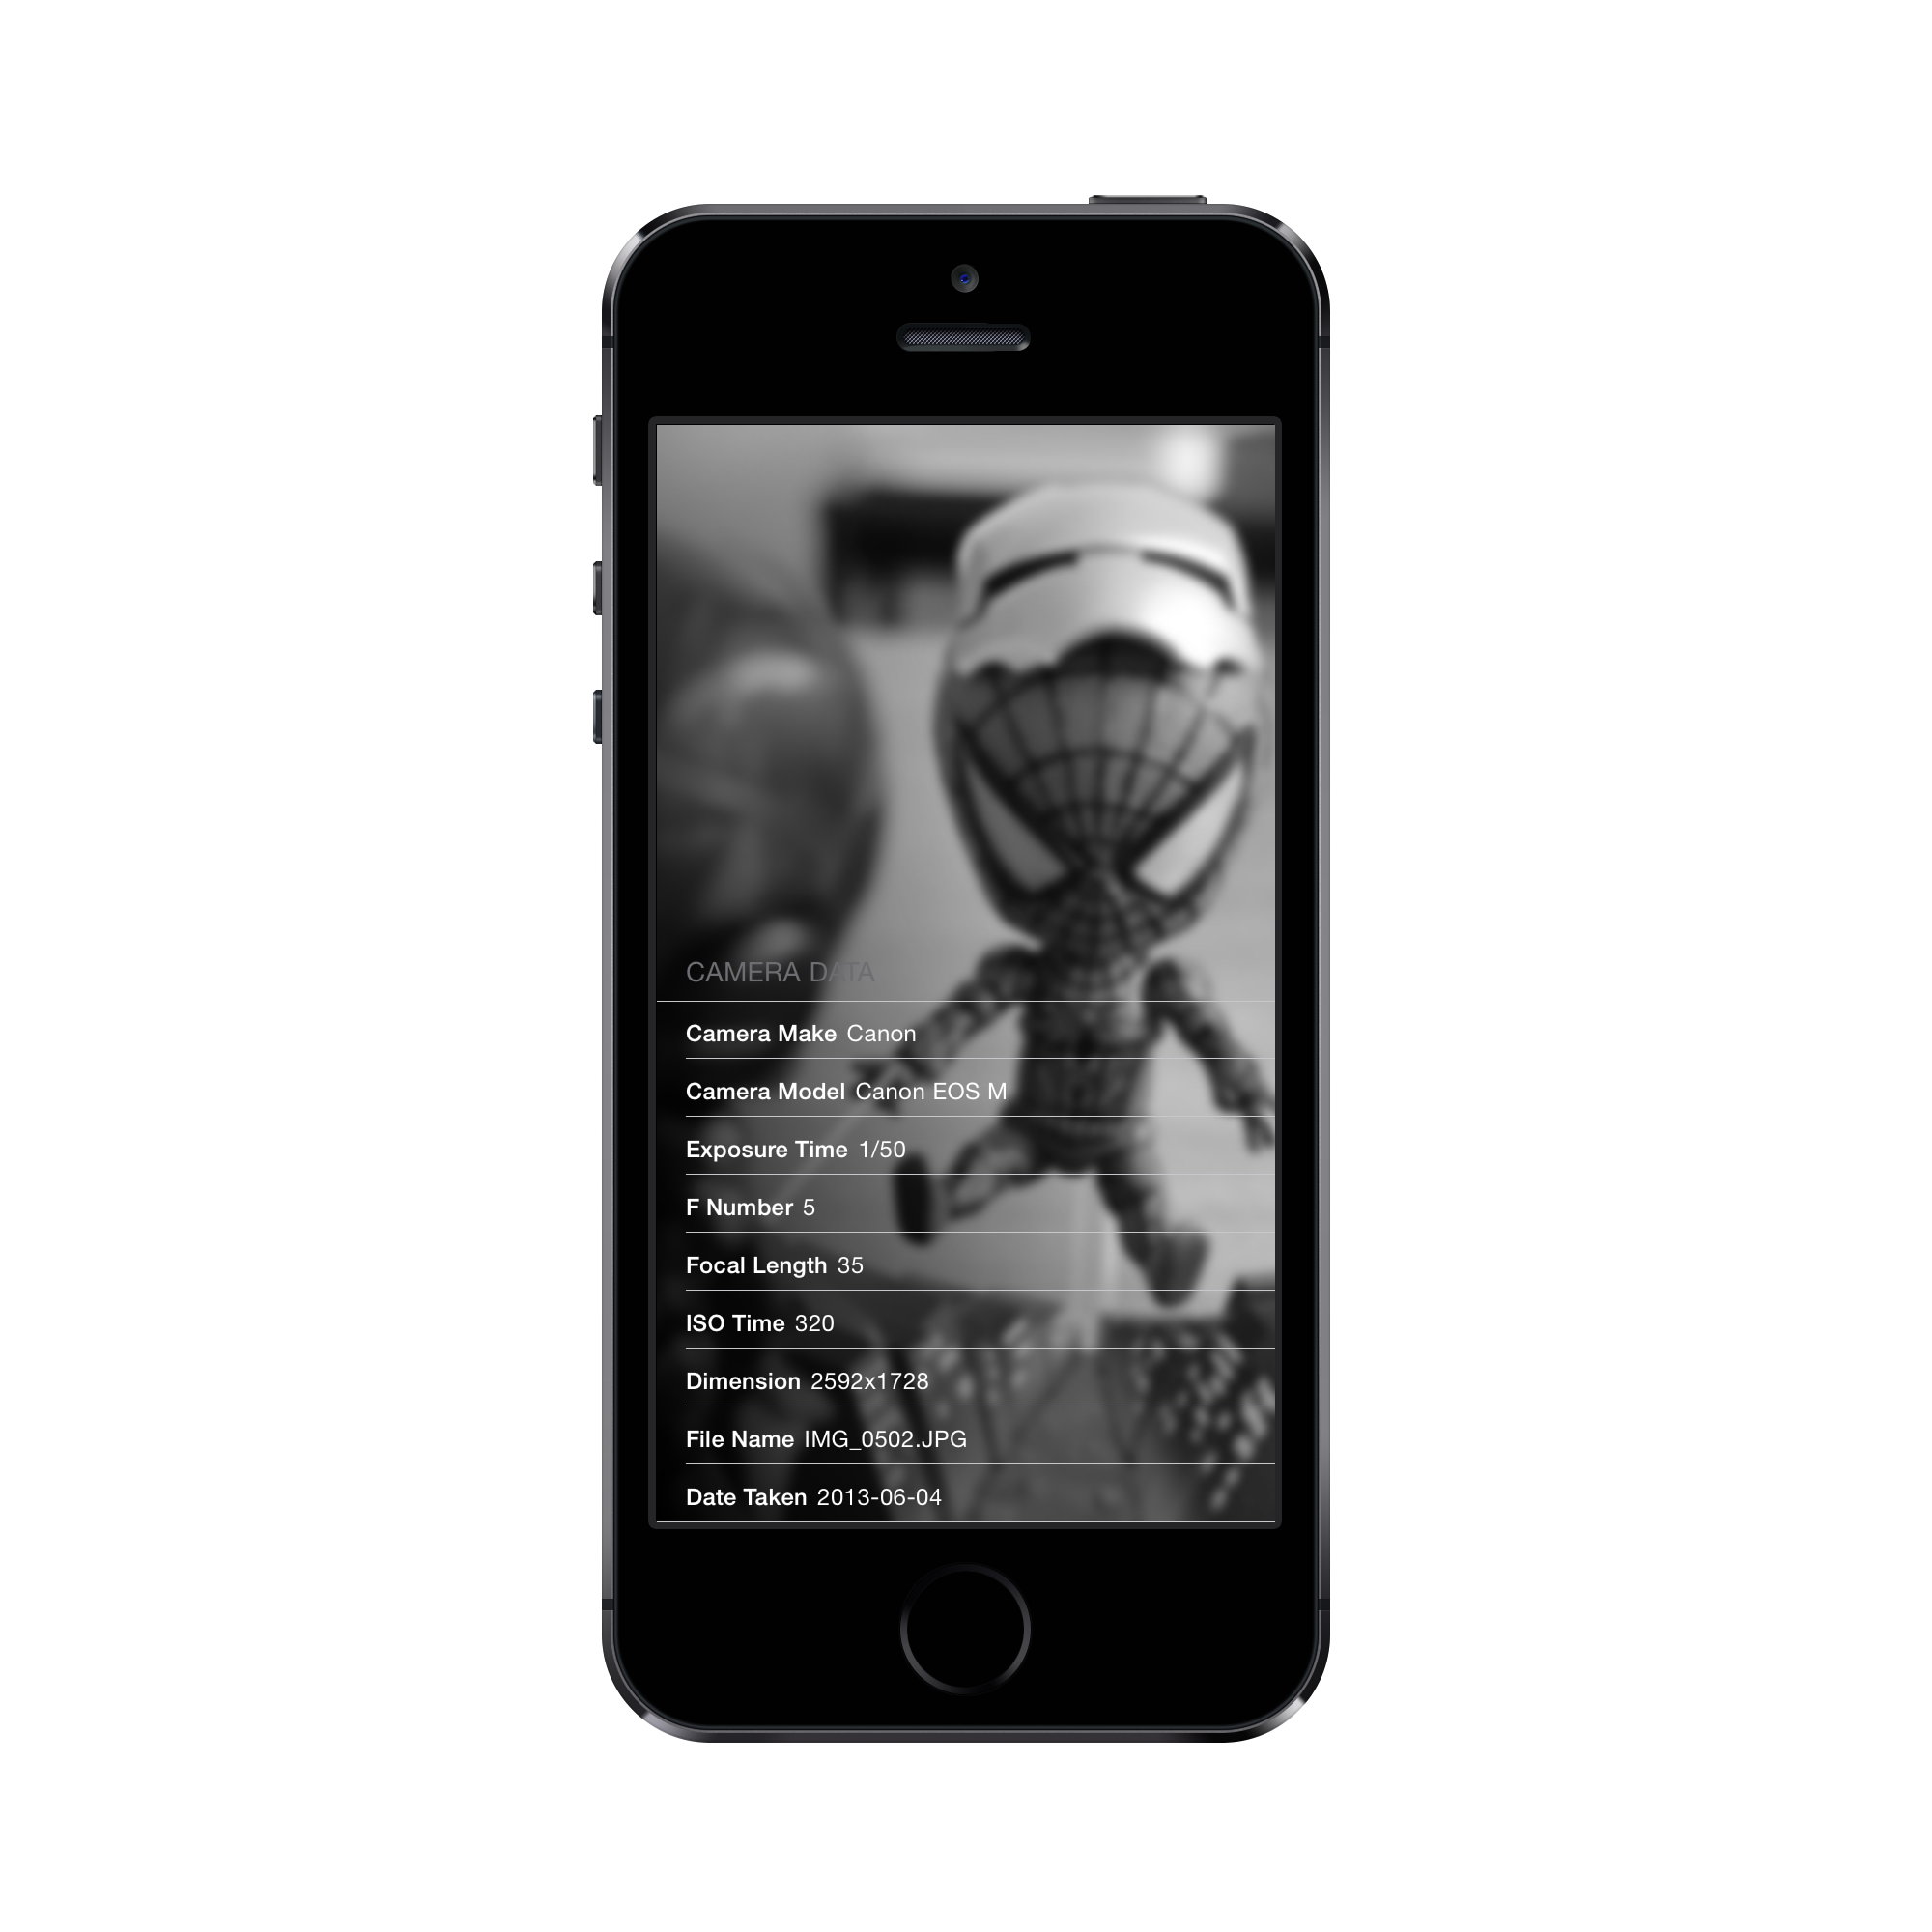 CAMERA DATA
Camera Make Canon
Camera Model Canon EOS M
Exposure Time 1/50
F Number 5
Focal Length 35
ISO Time 320
Dimension 2592x1728
File Name IMG_0502.JPG
Date Taken 2013-06-04